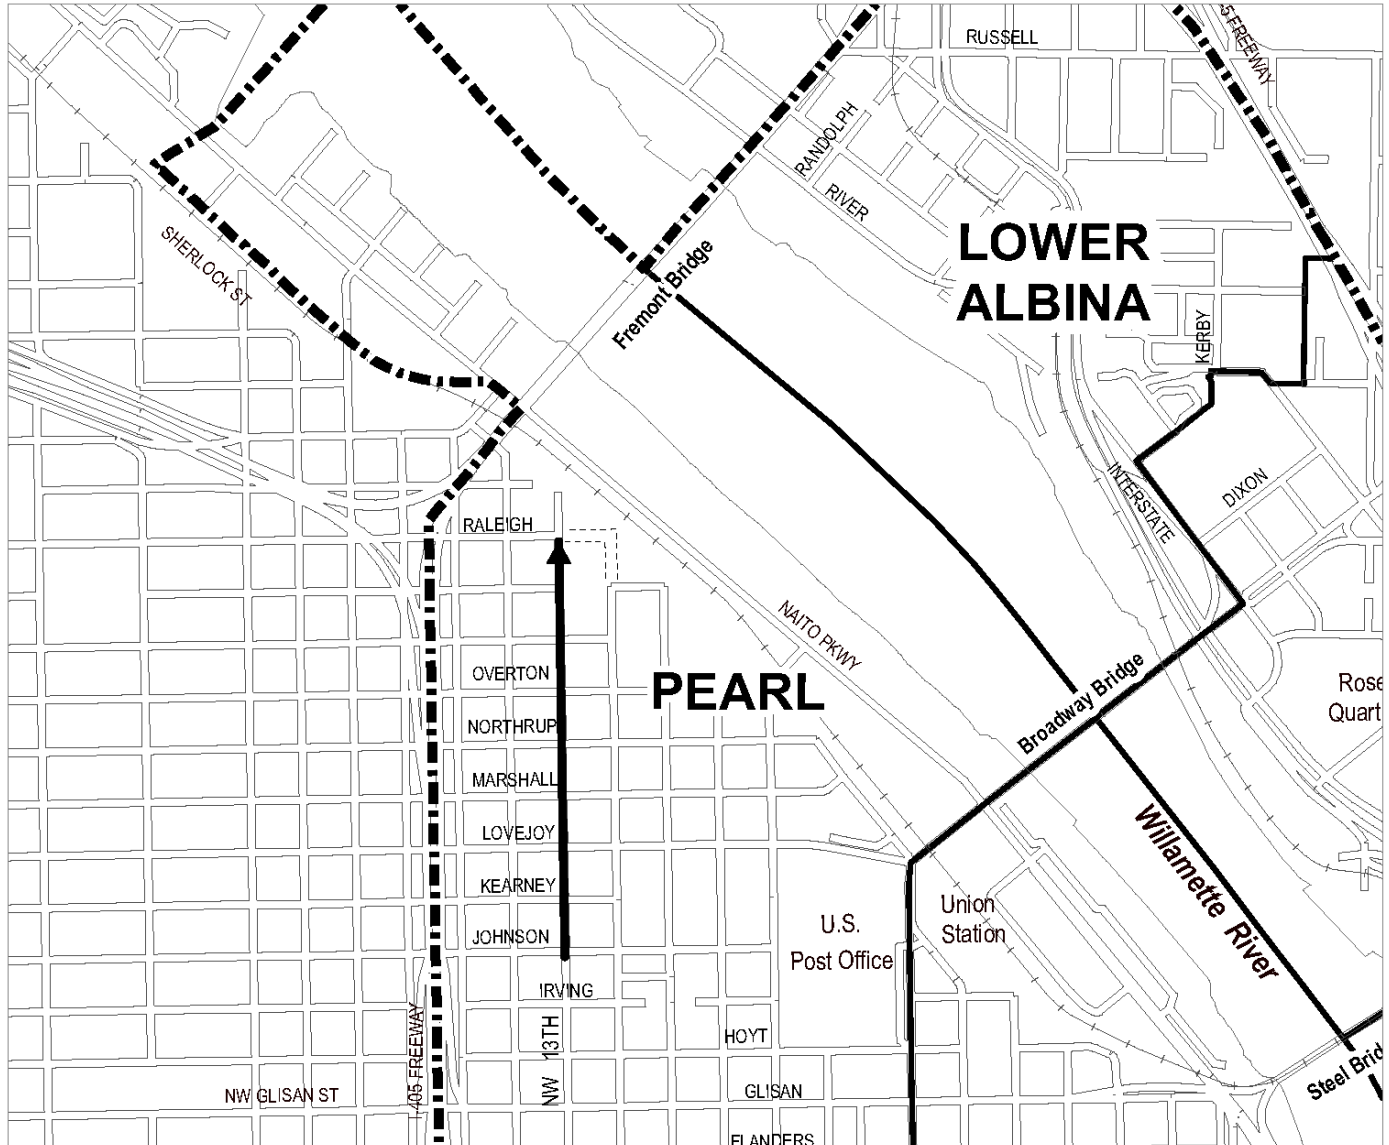 RUSSELL
5 FREEWAY
RANDOLPH
RIVER
LOWER
ALBINA
SHERLOCK ST
Fremont Bridge
KERBY
INTERSTATE
DIXON
RALEIGH
NAITO PKWY
OVERTON
PEARL
NORTHRUP
Broadway Bridge
Rose
Quart
MARSHALL
LOVEJOY
Willamette River
KEARNEY
U.S.
Post Office
Union
Station
JOHNSON
IRVING
I-405 FREEWAY
NW 13TH
HOYT
NW GLISAN ST
GLISAN
Steel Brid
FLANDERS